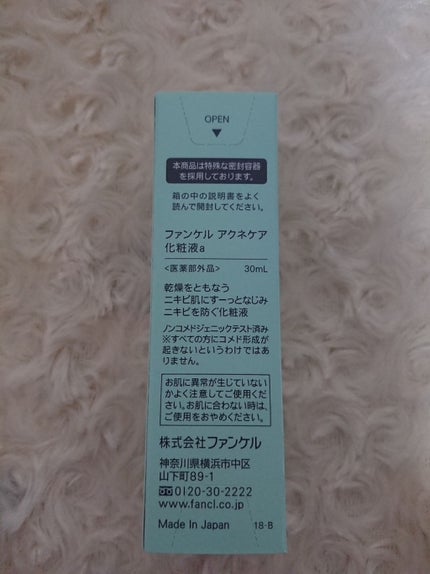 OPEN
▼
本商品は特殊な密封容器
を採用しております。
箱の中の説明書をよく
読んで開封してください。
ファンケル アクネケア
化粧液a
<医薬部外品> 30mL
乾燥をともなう
ニキビ肌にすーっとなじみ
ニキビを防ぐ化粧液
ノンコメドジェニックテスト済み
※すべての方にコメド形成が
起きないというわけではあ
りません。
お肌に異常が生じていない
かよく注意してご使用くだ
さい。お肌に合わない時は、
ご使用をおやめください。
株式会社ファンケル
神奈川県横浜市中区
山下町89-1
0120-30-2222
www.fancl.co.jp
Made In Japan 18-B